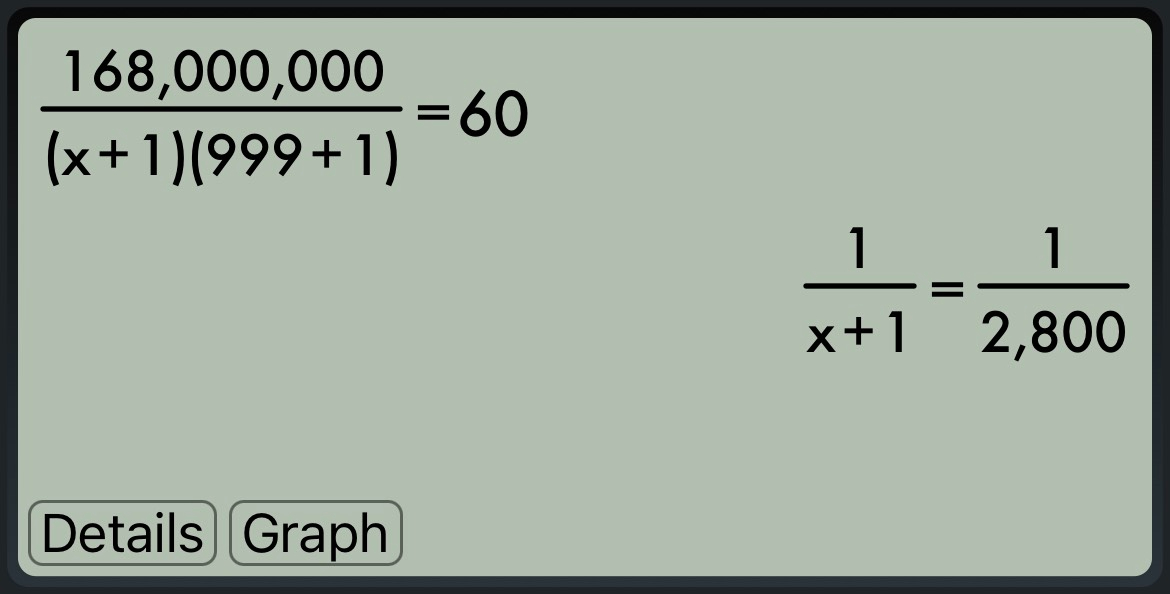 168,000,000
(x+1)(999+1)
=60
1
x+1
=
1
2,800
Details
Graph